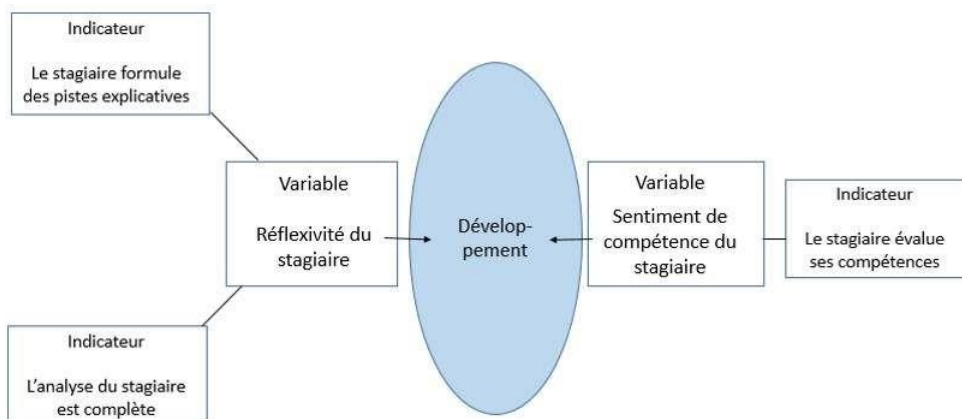 Indicateur
Le stagiaire formule
des pistes explicatives
Variable
Réflexivité du
stagiaire
Indicateur
L'analyse du stagiaire
est complète
Dévelop-
pement
Variable
Sentiment de
compétence du
stagiaire
Indicateur
Le stagiaire évalue
ses compétences